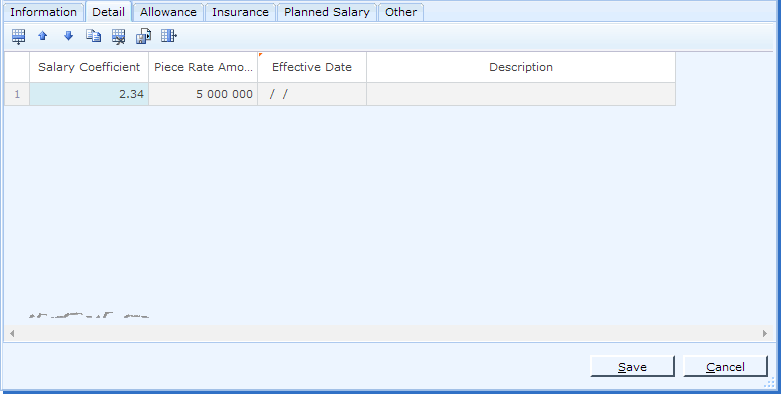 Information Detail Allowance Insurance Planned Salary Other
Salary Coefficient Piece Rate Amo... Effective Date Description
1 2.34 5 000 000 / /
Save Cancel